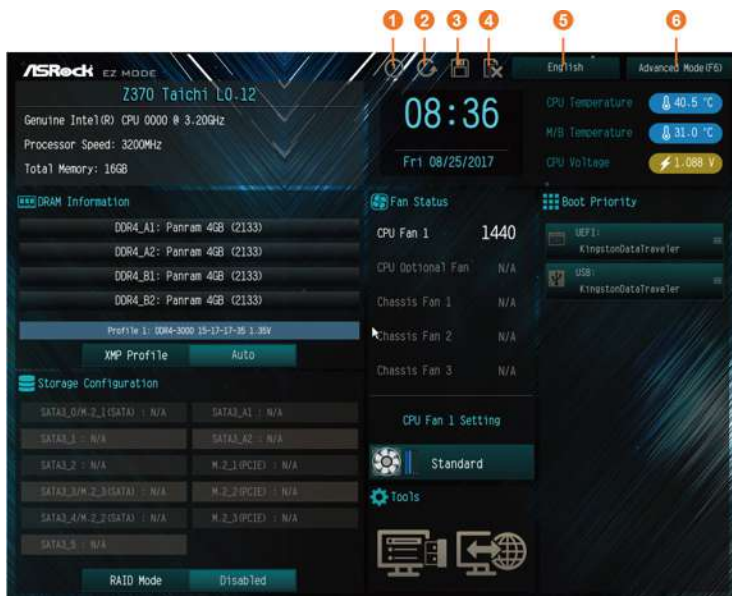 1 2 3 4 5 6
ASRock EZ MODE
English
Advanced Mode(F6)
Z370 Taichi L0.12
Genuine Intel(R) CPU 0000 @ 3.20GHz
Processor Speed: 3200MHz
Total Memory: 16GB
08:36
Fri 08/25/2017
CPU Temperature 40.5 °C
M/B Temperature 31.0 °C
CPU Voltage 1.088 V
DRAM Information
DDR4_A1: Panram 4GB (2133)
DDR4_A2: Panram 4GB (2133)
DDR4_B1: Panram 4GB (2133)
DDR4_B2: Panram 4GB (2133)
Profile 1: DDR4-3000 15-17-17-35 1.35V
XMP Profile Auto
Storage Configuration
SATA3_0/M.2_1(SATA) : N/A
SATA3_A1 : N/A
SATA3_1 : N/A
SATA3_A2 : N/A
SATA3_2 : N/A
M.2_1(PCIE) : N/A
SATA3_3/M.2_3(SATA) : N/A
M.2_2(PCIE) : N/A
SATA3_4/M.2_2(SATA) : N/A
M.2_3(PCIE) : N/A
SATA3_5 : N/A
RAID Mode Disabled
Fan Status
CPU Fan 1 1440
CPU Optional Fan N/A
Chassis Fan 1 N/A
Chassis Fan 2 N/A
Chassis Fan 3 N/A
CPU Fan 1 Setting
Standard
Tools
Boot Priority
UEFI:
KingstonDataTraveler
USB:
KingstonDataTraveler